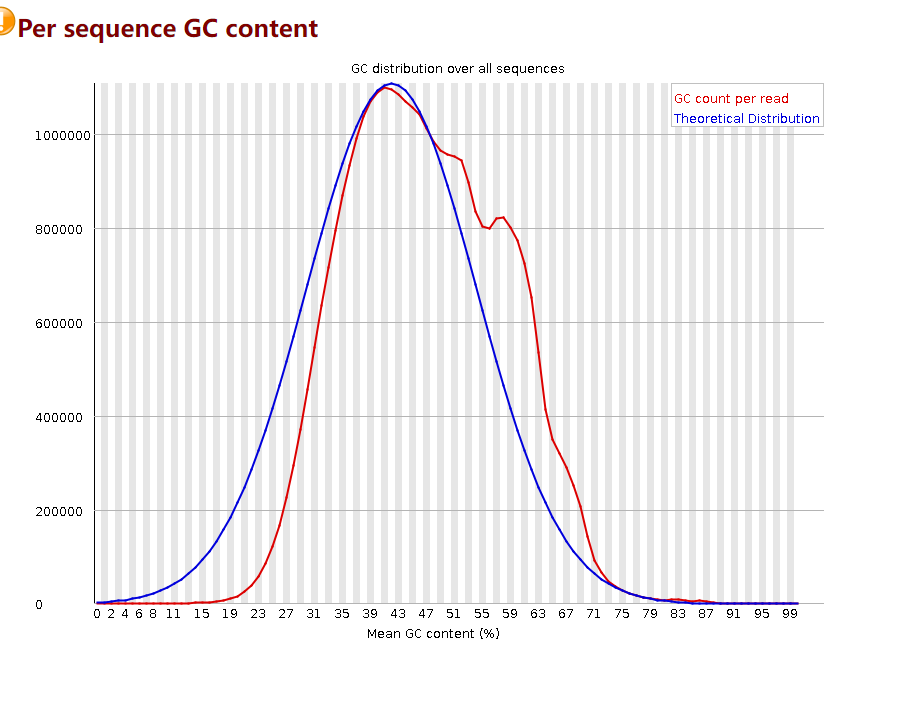 Per sequence GC content
GC distribution over all sequences
GC count per read
Theoretical Distribution
1000000
800000
600000
400000
200000
0
0 2 4 6 8 11 15 19 23 27 31 35 39 43 47 51 55 59 63 67 71 75 79 83 87 91 95 99
Mean GC content (%)